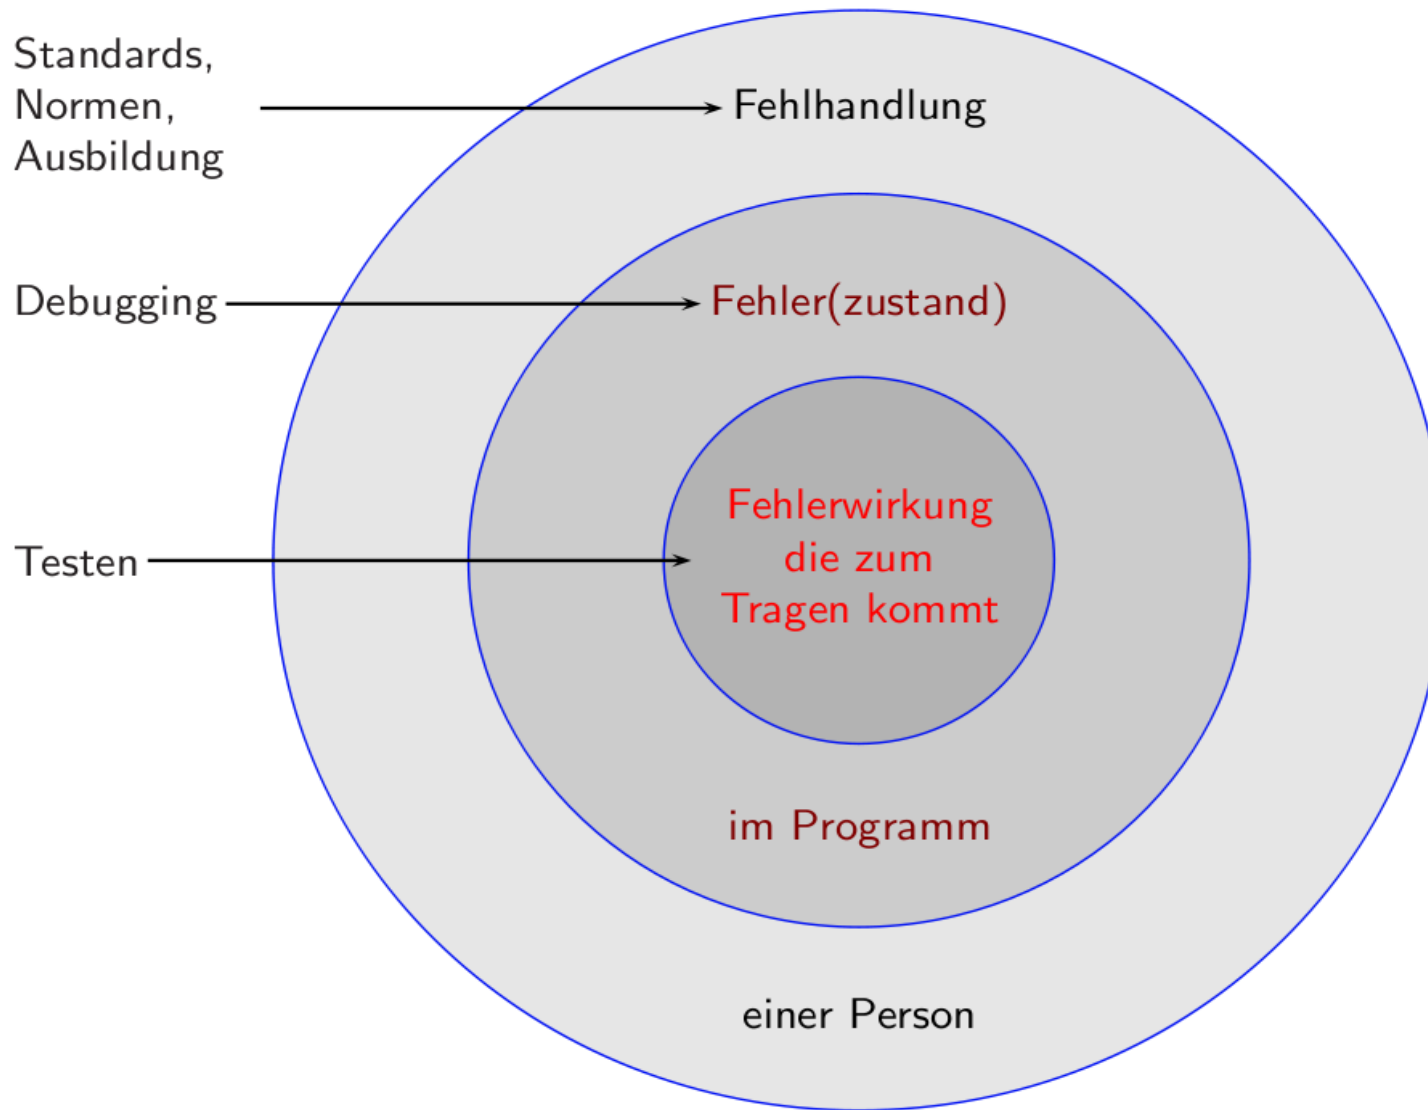 Standards,
Normen,
Ausbildung
Fehlhandlung
Debugging
Fehler(zustand)
Testen
Fehlerwirkung
die zum
Tragen kommt
im Programm
einer Person